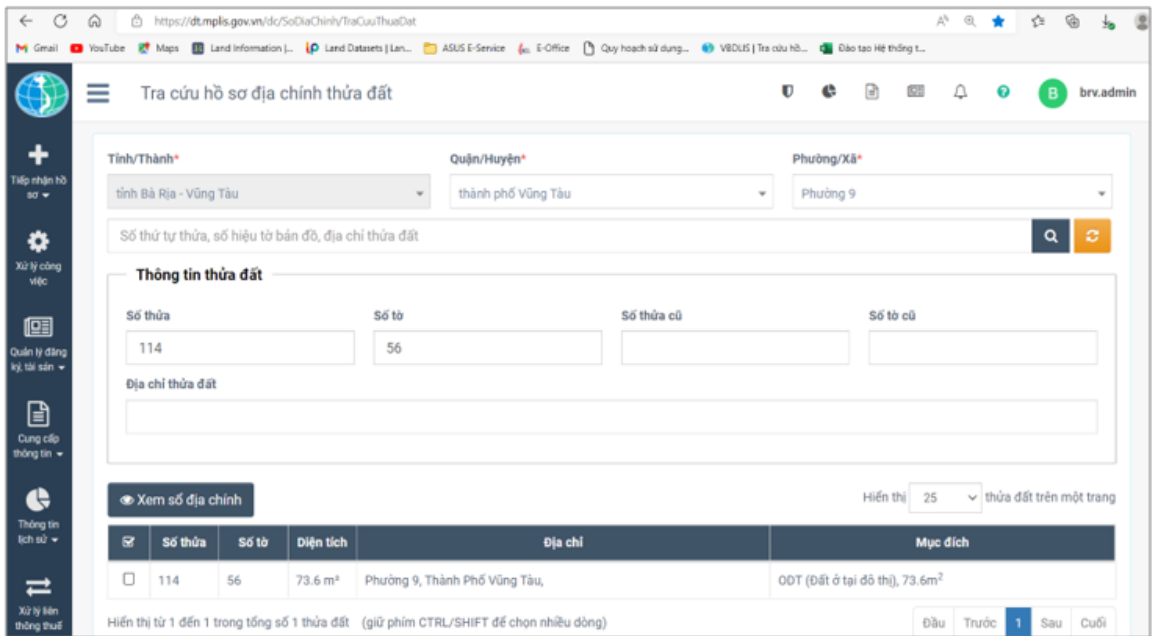 https://dt.mplis.gov.vn/dc/SoDiaChinh/TraCuuThuaDat
Gmail YouTube Maps Land Information |... Land Datasets | Lan... ASUS E-Service E-Office Quy hoạch sử dụng... VBDLIS | Tra cứu hồ... Đào tạo Hệ thống t...
Tra cứu hồ sơ địa chính thửa đất
B brv.admin
Tiếp nhận hồ sơ
Xử lý công việc
Quản lý đăng ký, tài sản
Cung cấp thông tin
Thông tin lịch sử
Xử lý liên thông thuế
Tỉnh/Thành* Quận/Huyện* Phường/Xã*
tỉnh Bà Rịa - Vũng Tàu thành phố Vũng Tàu Phường 9
Số thứ tự thửa, số hiệu tờ bản đồ, địa chỉ thửa đất
Thông tin thửa đất
Số thửa Số tờ Số thửa cũ Số tờ cũ
114 56
Địa chỉ thửa đất
Xem sổ địa chính Hiển thị 25 thửa đất trên một trang
Số thửa Số tờ Diện tích Địa chỉ Mục đích
114 56 73.6 m² Phường 9, Thành Phố Vũng Tàu, ODT (Đất ở tại đô thị), 73.6m²
Hiển thị từ 1 đến 1 trong tổng số 1 thửa đất (giữ phím CTRL/SHIFT để chọn nhiều dòng) Đầu Trước 1 Sau Cuối